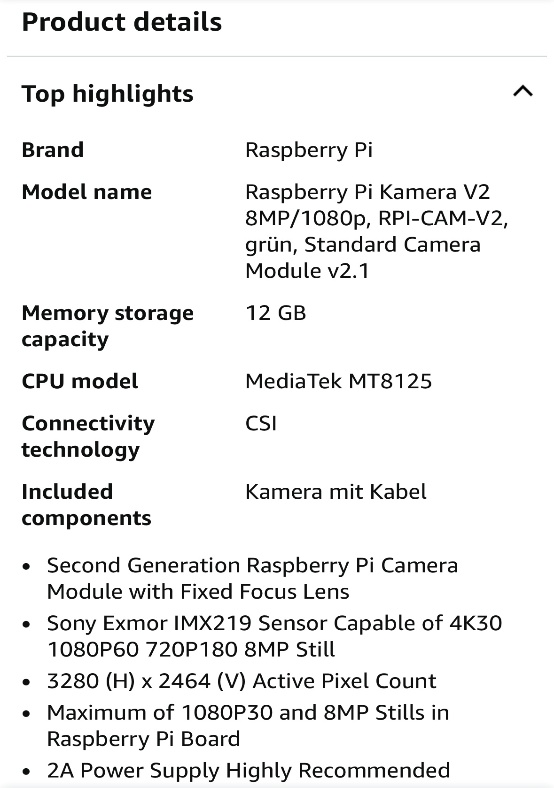 Product details
Top highlights
Brand Raspberry Pi
Model name Raspberry Pi Kamera V2
8MP/1080p, RPI-CAM-V2,
grün, Standard Camera
Module v2.1
Memory storage 12 GB
capacity
CPU model MediaTek MT8125
Connectivity CSI
technology
Included Kamera mit Kabel
components
• Second Generation Raspberry Pi Camera
Module with Fixed Focus Lens
• Sony Exmor IMX219 Sensor Capable of 4K30
1080P60 720P180 8MP Still
• 3280 (H) x 2464 (V) Active Pixel Count
• Maximum of 1080P30 and 8MP Stills in
Raspberry Pi Board
• 2A Power Supply Highly Recommended